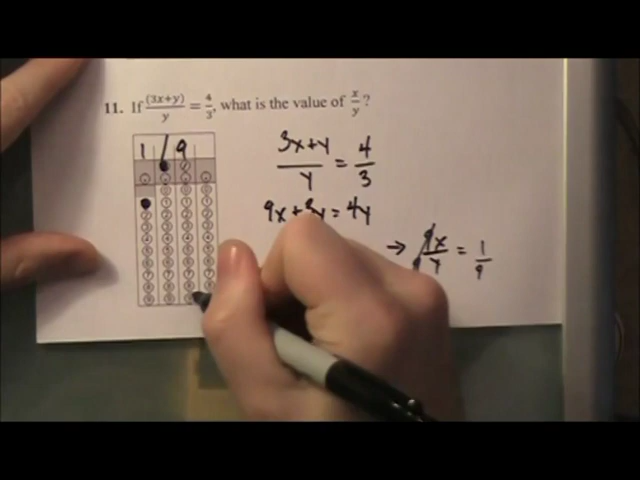 11. If (3x+y)/y = 4/3, what is the value of x/y?
1 / 9
3x+y/y = 4/3
9x+3y=4y
→ 9x/y = 1/9